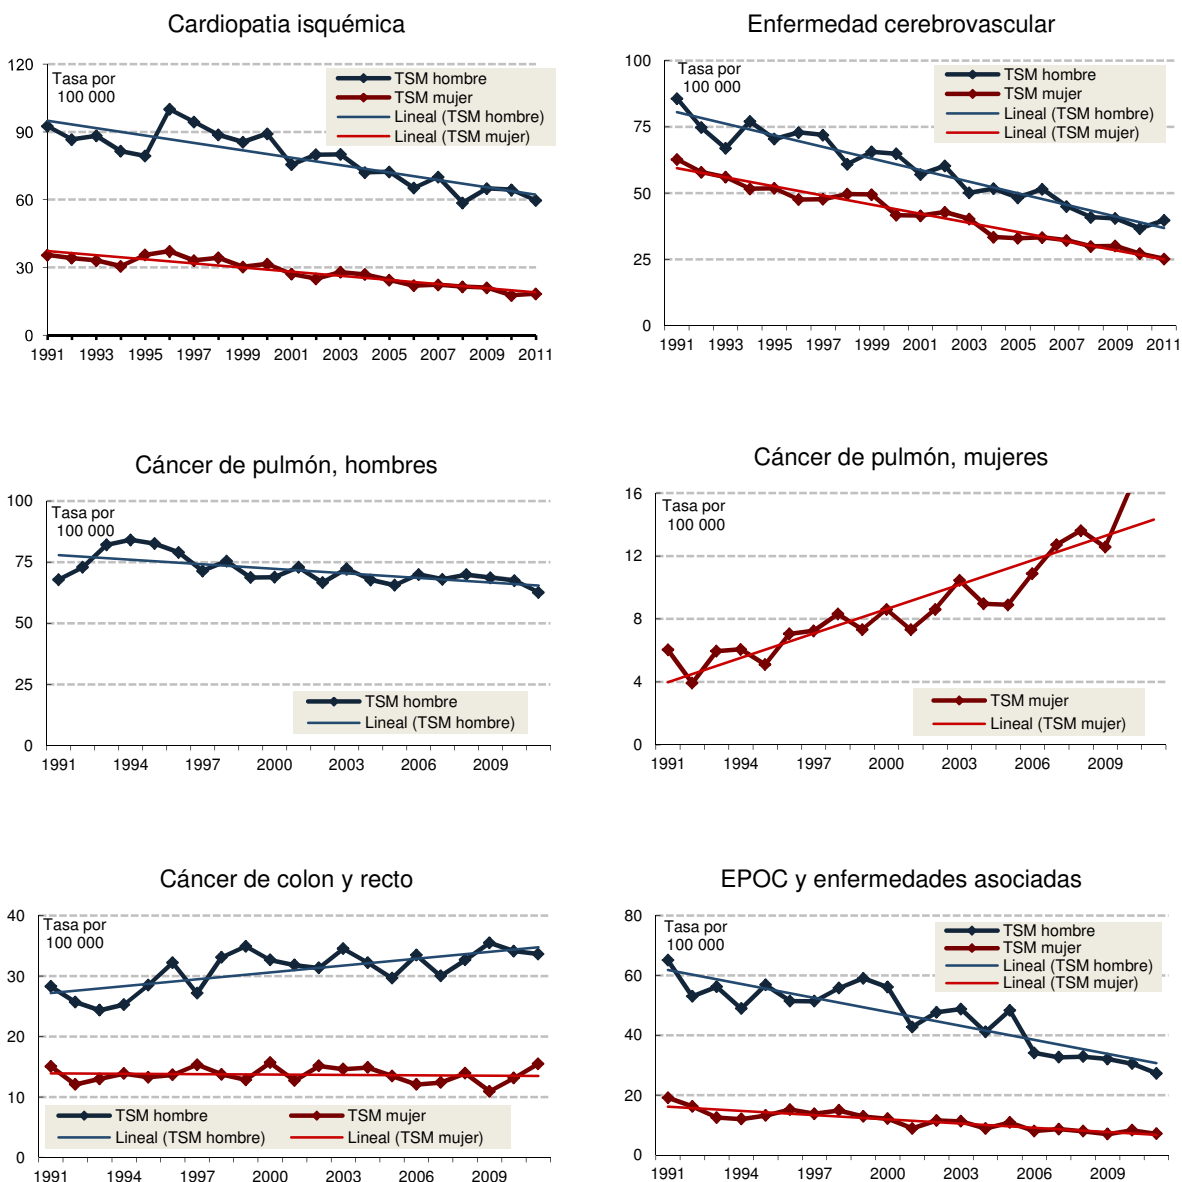 Cardiopatia isquémica
120
90
60
30
0
Tasa por
100 000
TSM hombre
TSM mujer
Lineal (TSM hombre)
Lineal (TSM mujer)
1991 1993 1995 1997 1999 2001 2003 2005 2007 2009 2011
Enfermedad cerebrovascular
100
75
50
25
0
Tasa por
100 000
TSM hombre
TSM mujer
Lineal (TSM hombre)
Lineal (TSM mujer)
1991 1993 1995 1997 1999 2001 2003 2005 2007 2009 2011
Cáncer de pulmón, hombres
100
75
50
25
0
Tasa por
100 000
TSM hombre
Lineal (TSM hombre)
1991 1994 1997 2000 2003 2006 2009
Cáncer de pulmón, mujeres
16
12
8
4
0
Tasa por
100 000
TSM mujer
Lineal (TSM mujer)
1991 1994 1997 2000 2003 2006 2009
Cáncer de colon y recto
40
30
20
10
0
Tasa por
100 000
TSM hombre TSM mujer
Lineal (TSM hombre) Lineal (TSM mujer)
1991 1994 1997 2000 2003 2006 2009
EPOC y enfermedades asociadas
80
60
40
20
0
Tasa por
100 000
TSM hombre
TSM mujer
Lineal (TSM hombre)
Lineal (TSM mujer)
1991 1994 1997 2000 2003 2006 2009